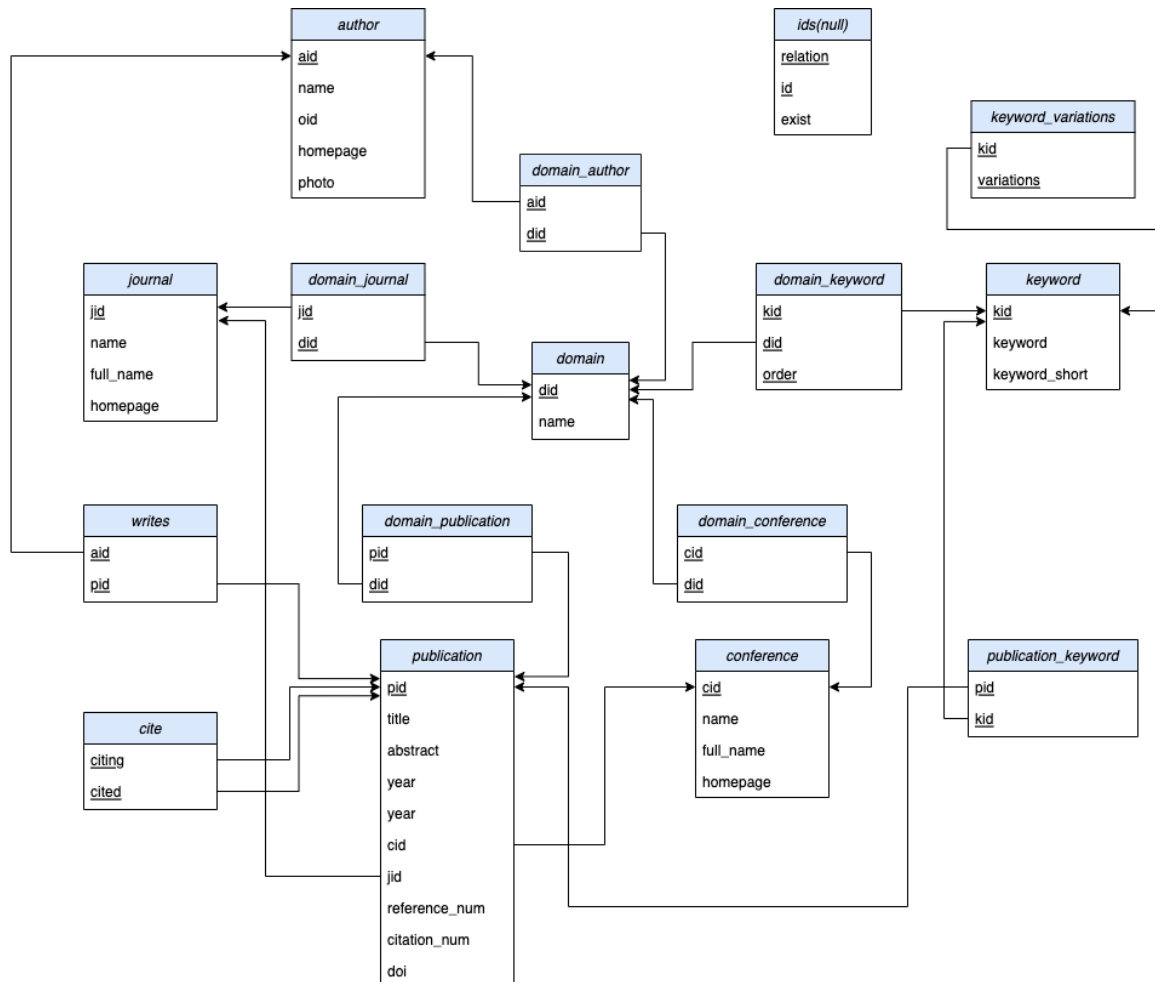 author
aid
name
oid
homepage
photo
ids(null)
relation
id
exist
keyword_variations
kid
variations
domain_author
aid
did
journal
jid
name
full_name
homepage
domain_journal
jid
did
domain
did
name
domain_keyword
kid
did
order
keyword
kid
keyword
keyword_short
writes
aid
pid
domain_publication
pid
did
domain_conference
cid
did
cite
citing
cited
publication
pid
title
abstract
year
year
cid
jid
reference_num
citation_num
doi
conference
cid
name
full_name
homepage
publication_keyword
pid
kid